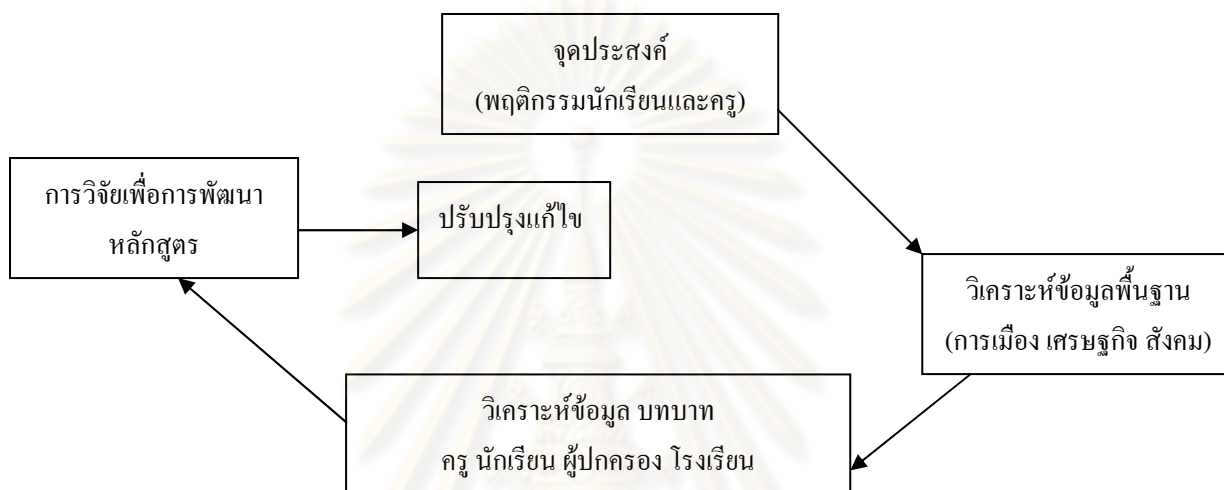 จุดประสงค์
(พฤติกรรมนักเรียนและครู)
การวิจัยเพื่อการพัฒนา
หลักสูตร
ปรับปรุงแก้ไข
วิเคราะห์ข้อมูลพื้นฐาน
(การเมือง เศรษฐกิจ สังคม)
วิเคราะห์ข้อมูล บทบาท
ครู นักเรียน ผู้ปกครอง โรงเรียน